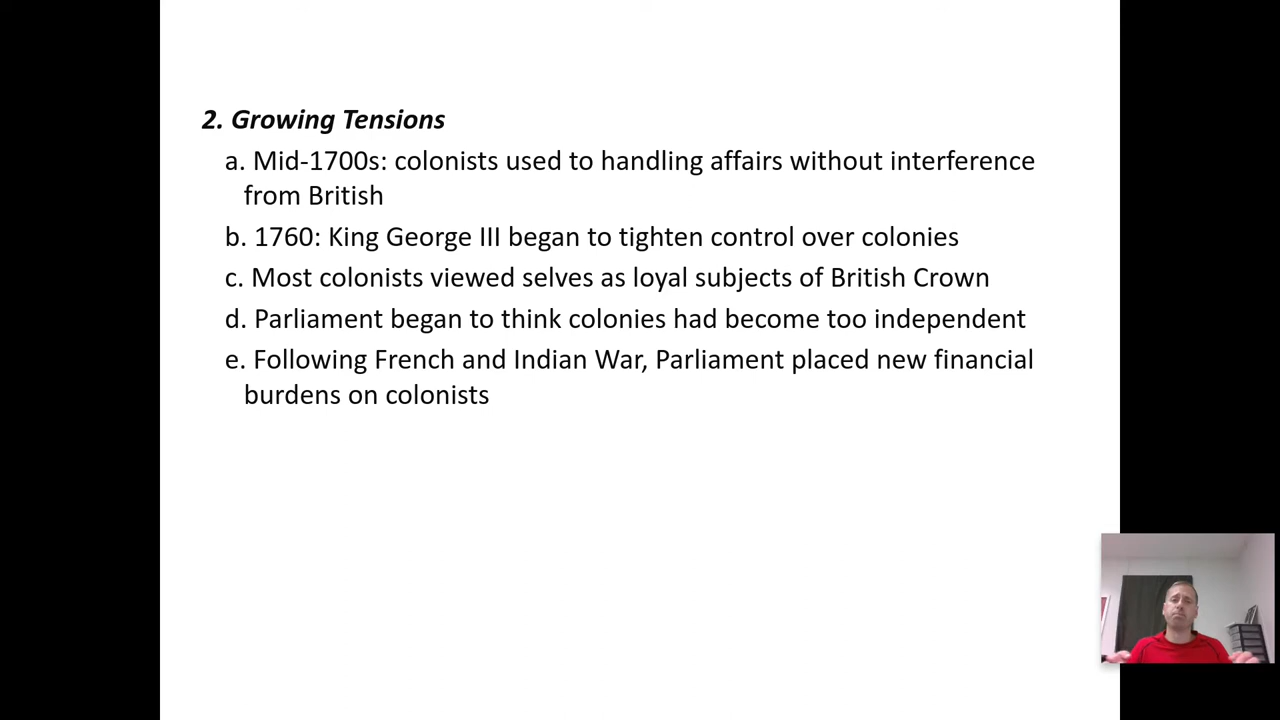 2. Growing Tensions
a. Mid-1700s: colonists used to handling affairs without interference
from British
b. 1760: King George III began to tighten control over colonies
c. Most colonists viewed selves as loyal subjects of British Crown
d. Parliament began to think colonies had become too independent
e. Following French and Indian War, Parliament placed new financial
burdens on colonists